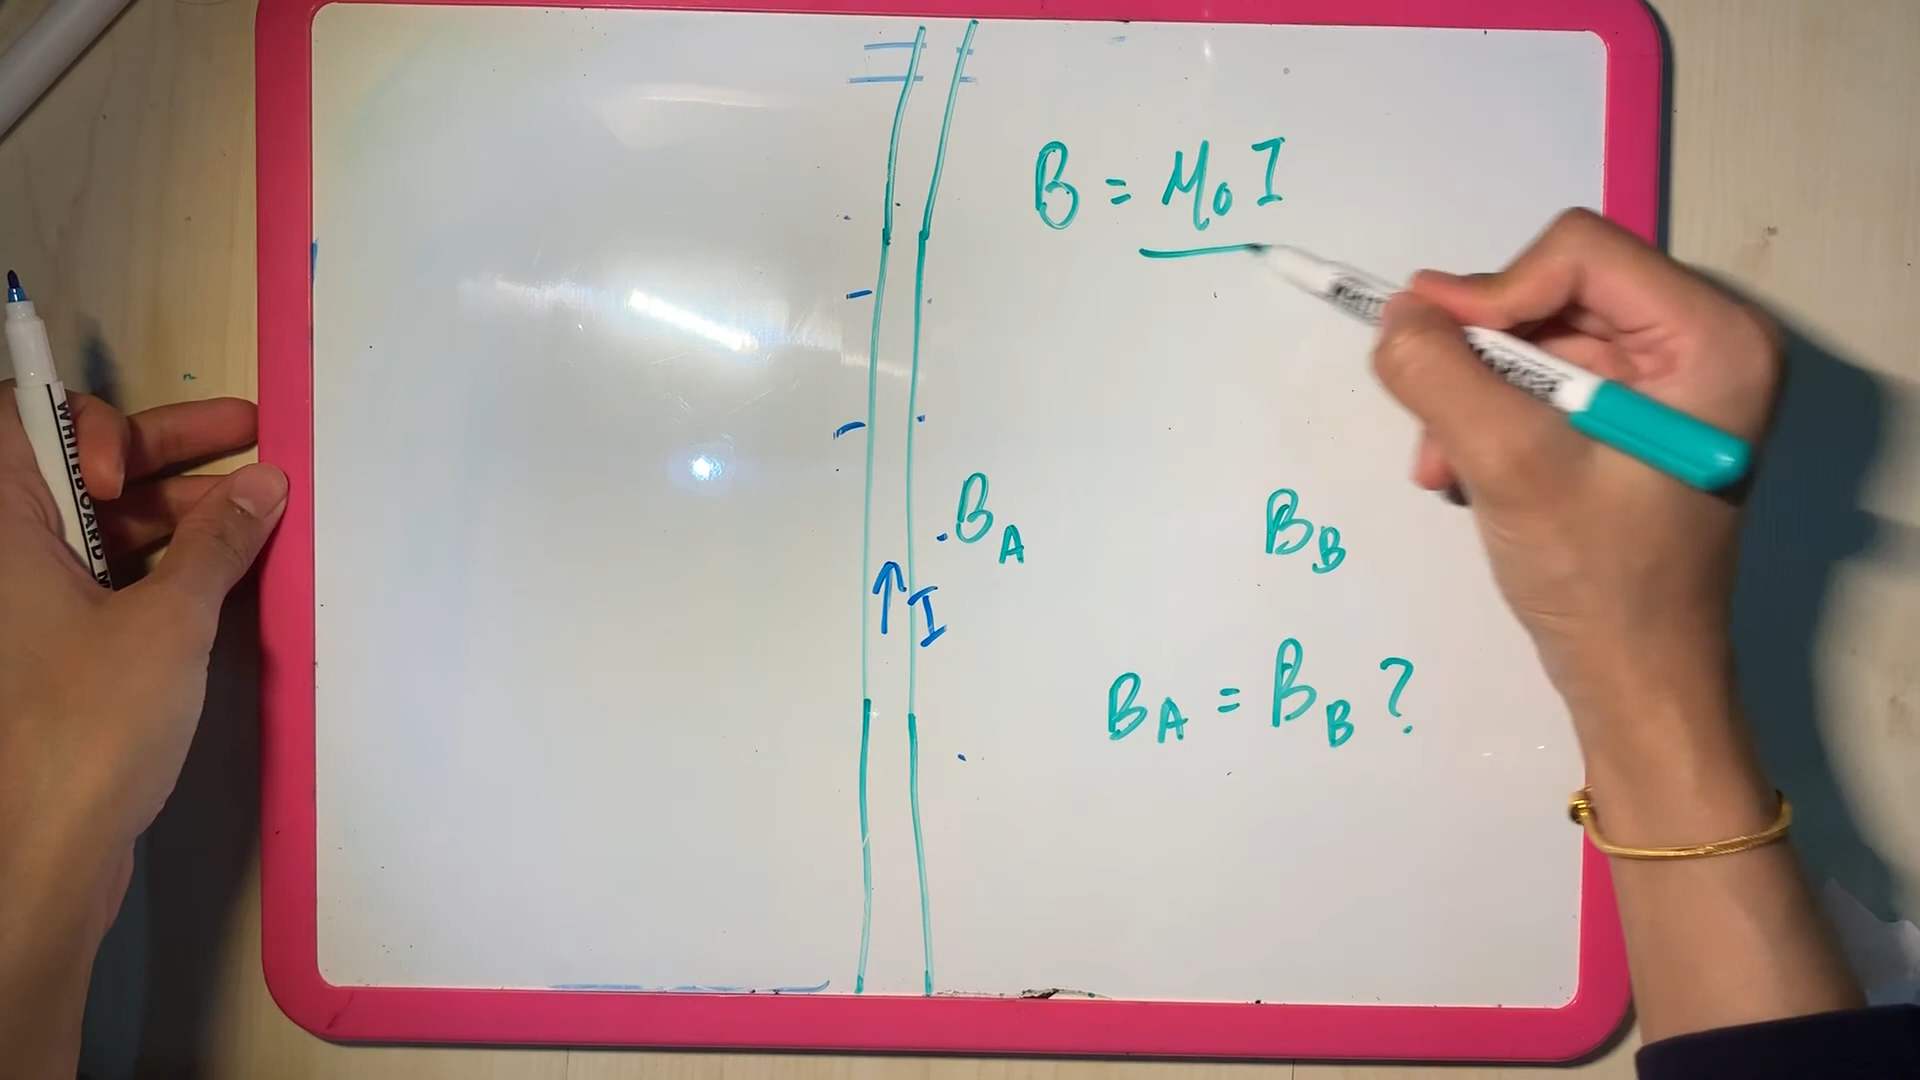 B = μ₀ I
B_A
B_B
↑ I
B_A = B_B ?
WHITEBOARD M